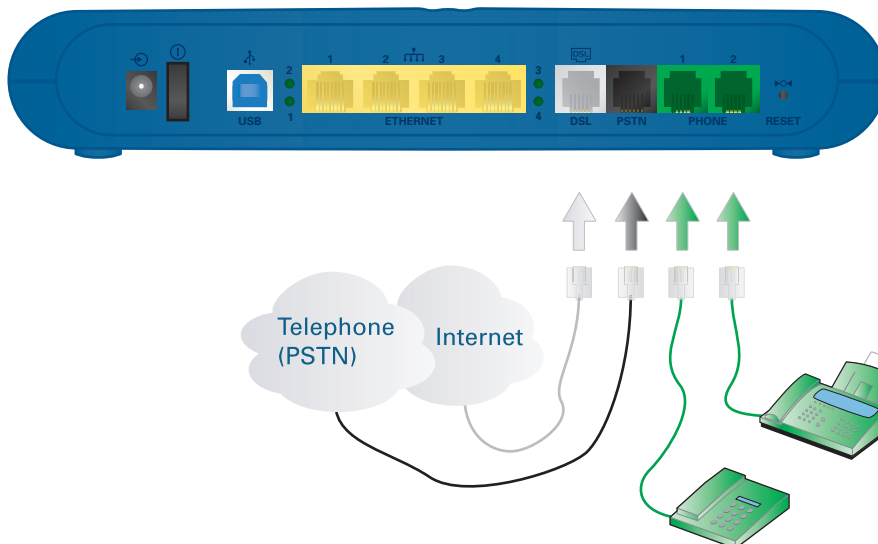 DSL
1 2 3 4 1 2
2 3
1 4
USB ETHERNET DSL PSTN PHONE RESET
Telephone
(PSTN)
Internet